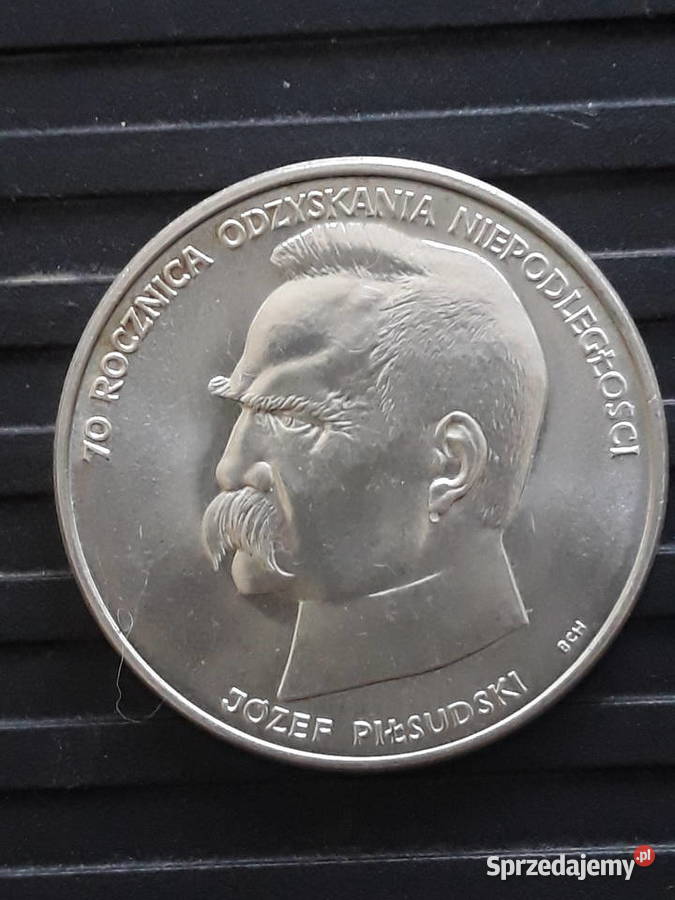 70 ROCZNICA ODZYSKANIA NIEPODLEGŁOŚCI
BCH
JÓZEF PIŁSUDSKI
Sprzedajemy.pl